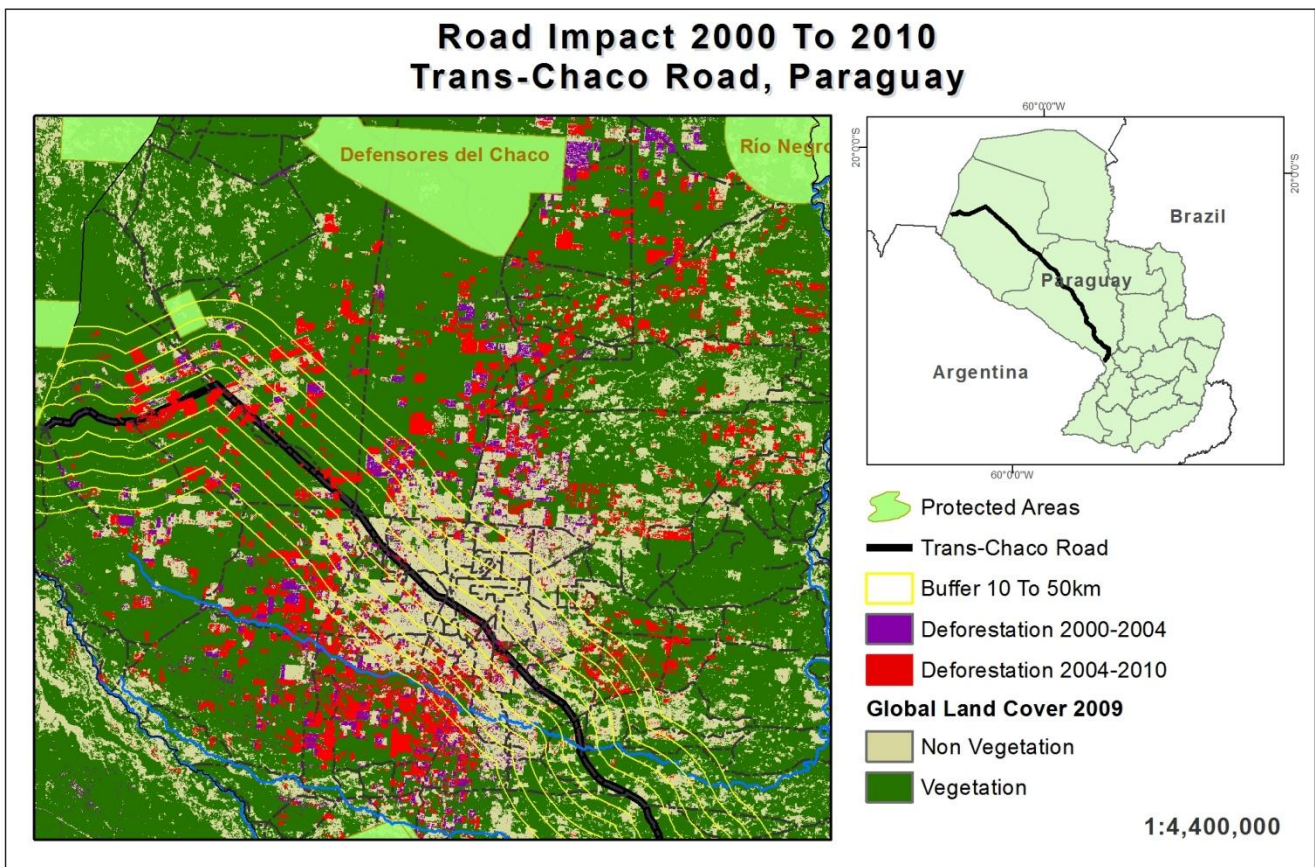 Road Impact 2000 To 2010
Trans-Chaco Road, Paraguay
Defensores del Chaco
Río Negro
60°0'0"W
20°0'0"S
20°0'0"S
Brazil
Paraguay
Argentina
60°0'0"W
Protected Areas
Trans-Chaco Road
Buffer 10 To 50km
Deforestation 2000-2004
Deforestation 2004-2010
Global Land Cover 2009
Non Vegetation
Vegetation
1:4,400,000